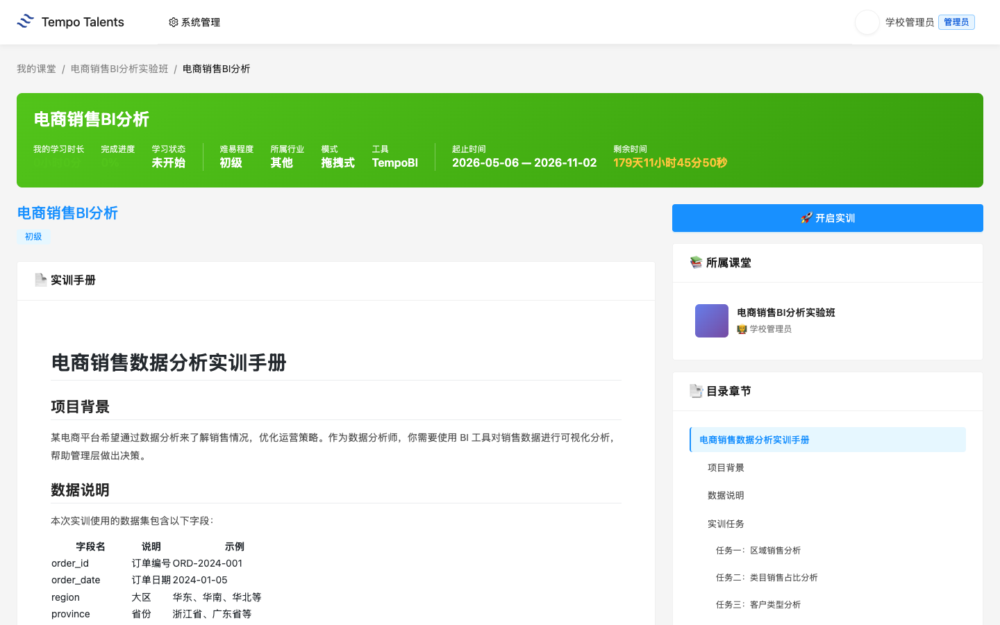 Tempo Talents
系统管理
学校管理员 管理员
我的课堂 / 电商销售BI分析实验班 / 电商销售BI分析
电商销售BI分析
我的学习时长 完成进度 学习状态 难易程度 所属行业 模式 工具 起止时间 剩余时间
0小时0分 0% 未开始 初级 其他 拖拽式 TempoBI 2026-05-06 — 2026-11-02 179天11小时45分50秒
电商销售BI分析
初级
实训手册
电商销售数据分析实训手册
项目背景
某电商平台希望通过数据分析来了解销售情况，优化运营策略。作为数据分析师，你需要使用 BI 工具对销售数据进行可视化分析，
帮助管理层做出决策。
数据说明
本次实训使用的数据集包含以下字段：
字段名 说明 示例
order_id 订单编号 ORD-2024-001
order_date 订单日期 2024-01-05
region 大区 华东、华南、华北等
province 省份 浙江省、广东省等
开启实训
所属课堂
电商销售BI分析实验班
学校管理员
目录章节
电商销售数据分析实训手册
项目背景
数据说明
实训任务
任务一：区域销售分析
任务二：类目销售占比分析
任务三：客户类型分析